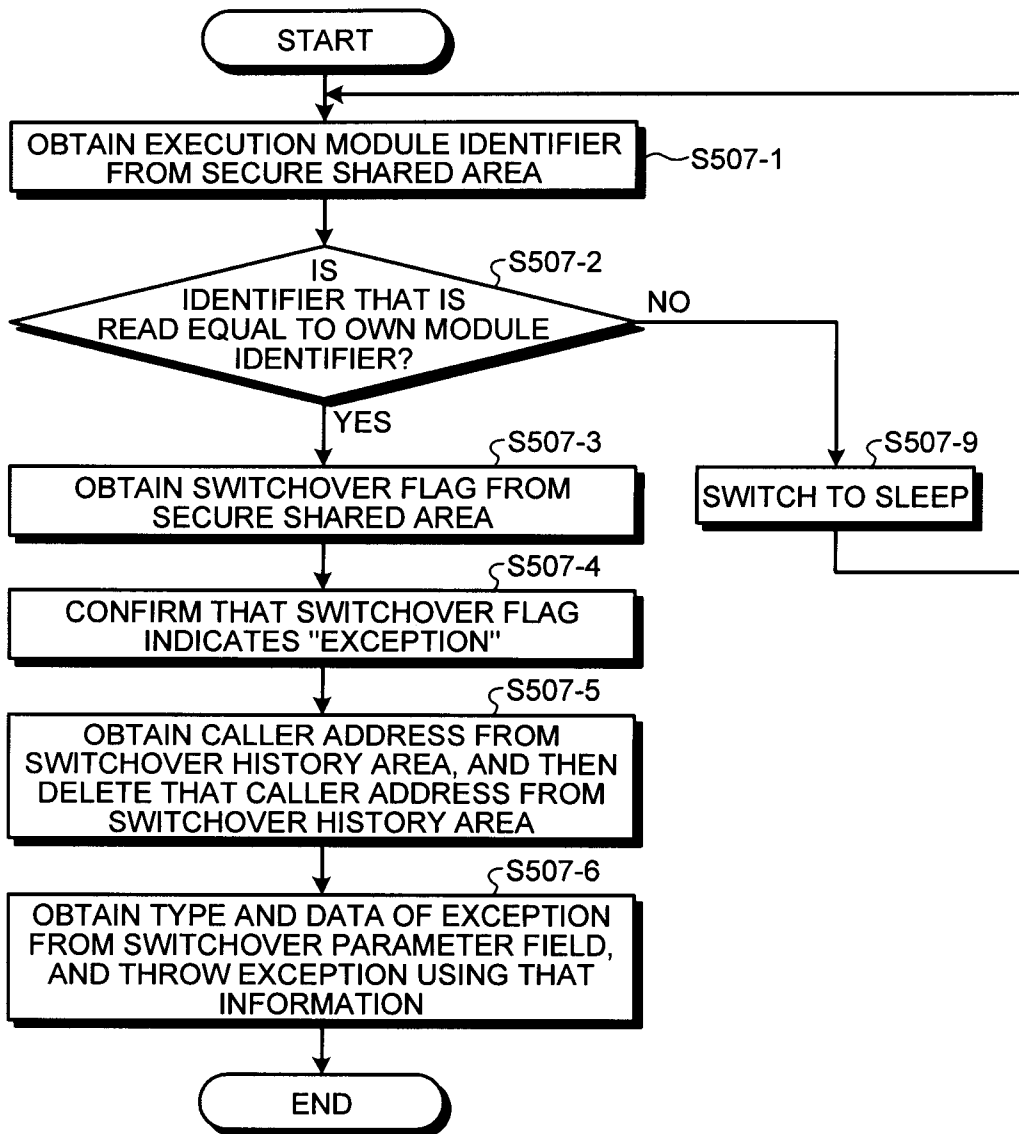 START
OBTAIN EXECUTION MODULE IDENTIFIER
FROM SECURE SHARED AREA
S507-1
S507-2
IS
IDENTIFIER THAT IS
READ EQUAL TO OWN MODULE
IDENTIFIER?
NO
YES
S507-3
OBTAIN SWITCHOVER FLAG FROM
SECURE SHARED AREA
S507-9
SWITCH TO SLEEP
S507-4
CONFIRM THAT SWITCHOVER FLAG
INDICATES "EXCEPTION"
S507-5
OBTAIN CALLER ADDRESS FROM
SWITCHOVER HISTORY AREA, AND THEN
DELETE THAT CALLER ADDRESS FROM
SWITCHOVER HISTORY AREA
S507-6
OBTAIN TYPE AND DATA OF EXCEPTION
FROM SWITCHOVER PARAMETER FIELD,
AND THROW EXCEPTION USING THAT
INFORMATION
END